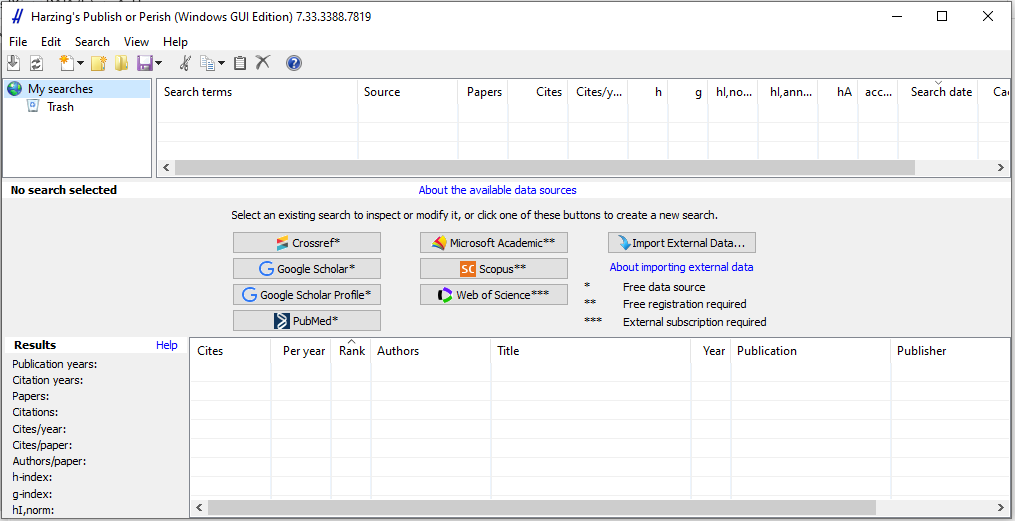 Harzing's Publish or Perish (Windows GUI Edition) 7.33.3388.7819
File Edit Search View Help
My searches
Trash
Search terms Source Papers Cites Cites/y... h g hI,no... hI,ann... hA acc... Search date Cac
No search selected About the available data sources
Select an existing search to inspect or modify it, or click one of these buttons to create a new search.
Crossref* Microsoft Academic** Import External Data...
Google Scholar* SC Scopus** About importing external data
Google Scholar Profile* Web of Science*** * Free data source
** Free registration required
PubMed* *** External subscription required
Results Help
Cites Per year Rank Authors Title Year Publication Publisher
Publication years:
Citation years:
Papers:
Citations:
Cites/year:
Cites/paper:
Authors/paper:
h-index:
g-index:
hI,norm: